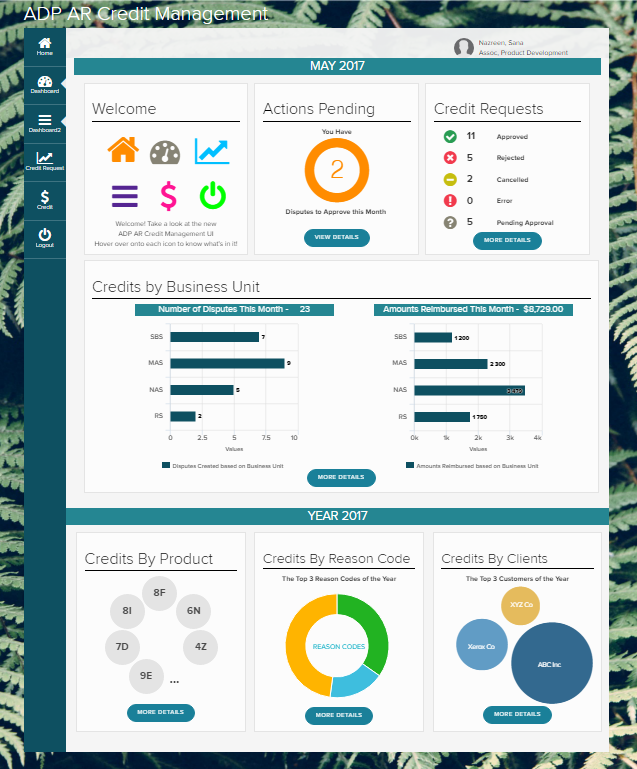 ADP AR Credit Management
Home
Dashboard
Dashboard2
Credit Request
Credit
Logout
Nazreen, Sana
Assoc, Product Development
MAY 2017
Welcome
Welcome! Take a look at the new
ADP AR Credit Management UI
Hover over onto each icon to know what's in it!
Actions Pending
You Have
2
Disputes to Approve this Month
VIEW DETAILS
Credit Requests
11 Approved
5 Rejected
2 Cancelled
0 Error
5 Pending Approval
MORE DETAILS
Credits by Business Unit
Number of Disputes This Month - 23
SBS 7
MAS 9
NAS 5
RS 2
0 2.5 5 7.5 10
Values
Disputes Created based on Business Unit
Amounts Reimbursed This Month - $8,729.00
SBS 1 200
MAS 2 300
NAS
RS 1 750
0k 1k 2k 3k 4k
Values
Amounts Reimbursed based on Business Unit
MORE DETAILS
YEAR 2017
Credits By Product
8F
8I
6N
7D
4Z
9E
...
MORE DETAILS
Credits By Reason Code
The Top 3 Reason Codes of the Year
REASON CODES
MORE DETAILS
Credits By Clients
The Top 3 Customers of the Year
XYZ Co
Xerox Co
ABC Inc
MORE DETAILS